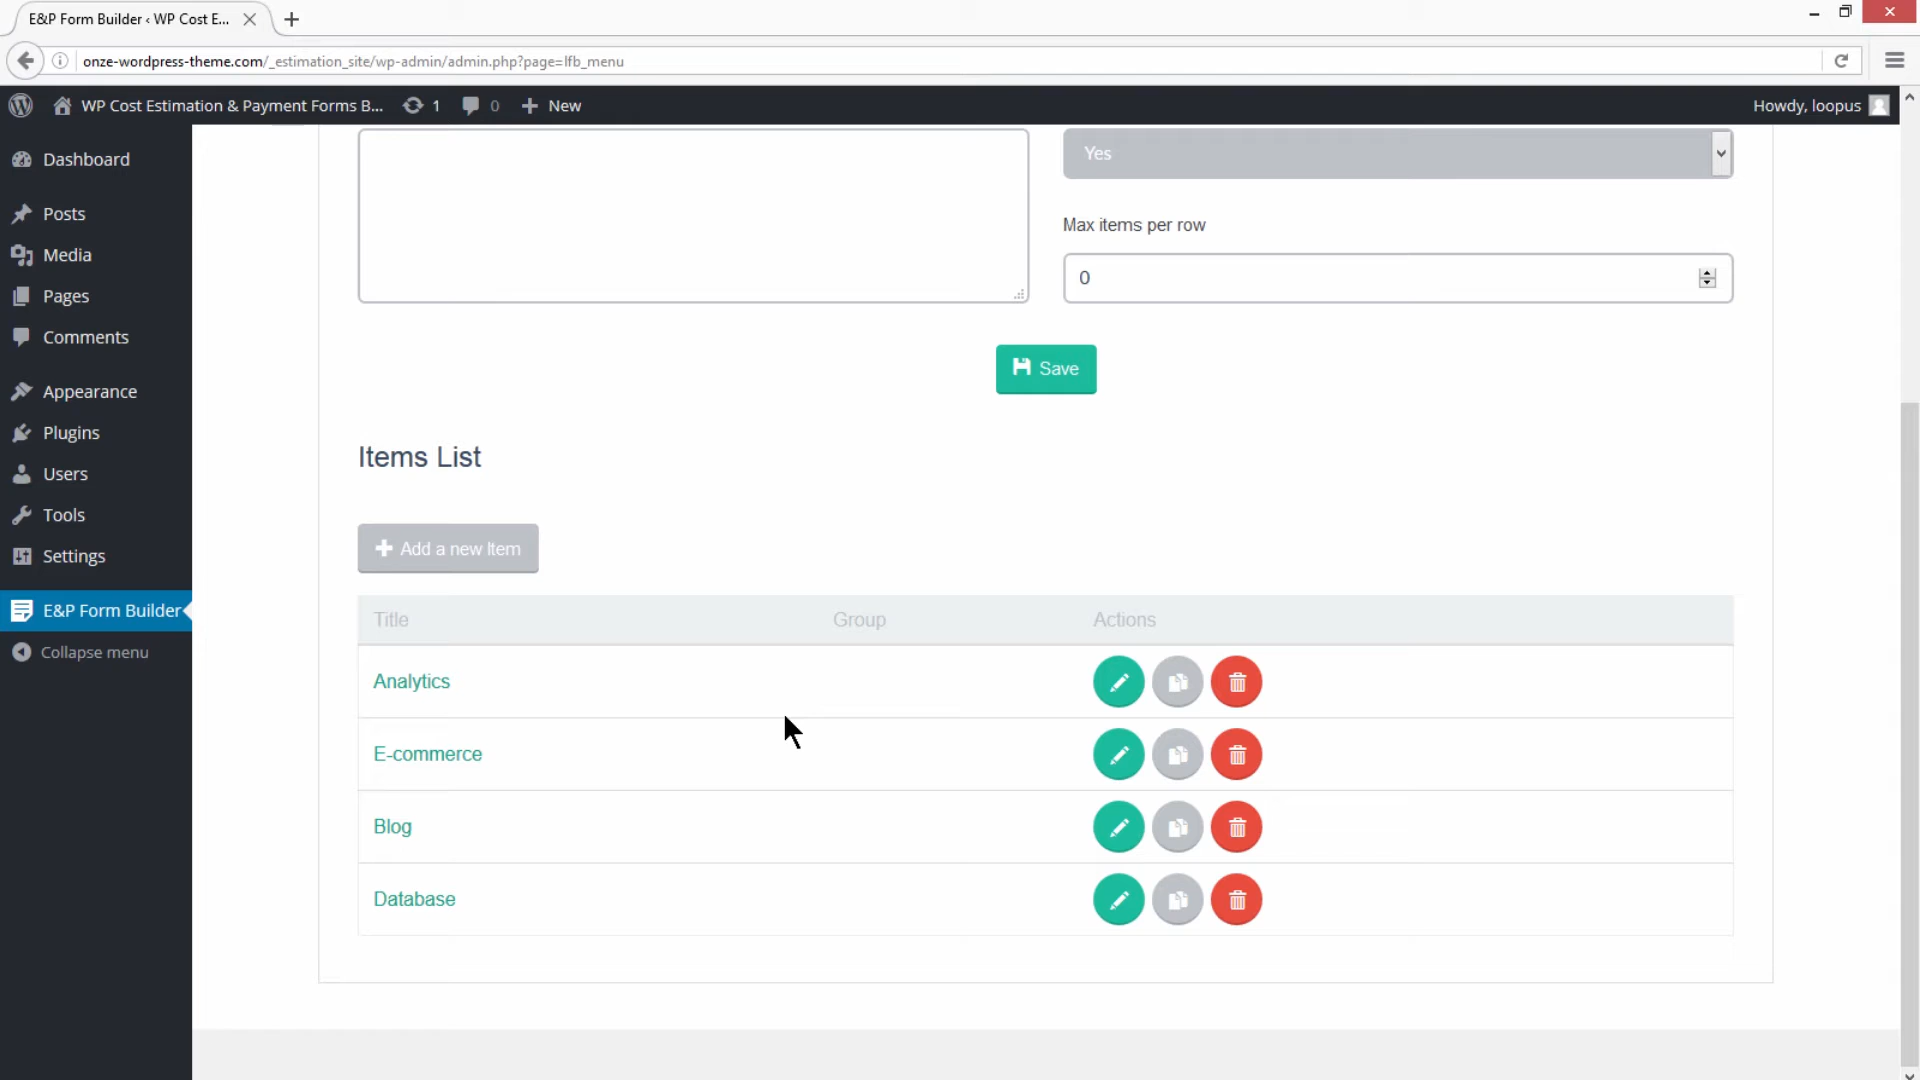 E&P Form Builder ‹ WP Cost E...
onze-wordpress-theme.com/_estimation_site/wp-admin/admin.php?page=lfb_menu
WP Cost Estimation & Payment Forms B... 1 0 New Howdy, loopus
Dashboard
Posts
Media
Pages
Comments
Appearance
Plugins
Users
Tools
Settings
E&P Form Builder
Collapse menu
Yes
Max items per row
0
Save
Items List
Add a new Item
Title Group Actions
Analytics
E-commerce
Blog
Database